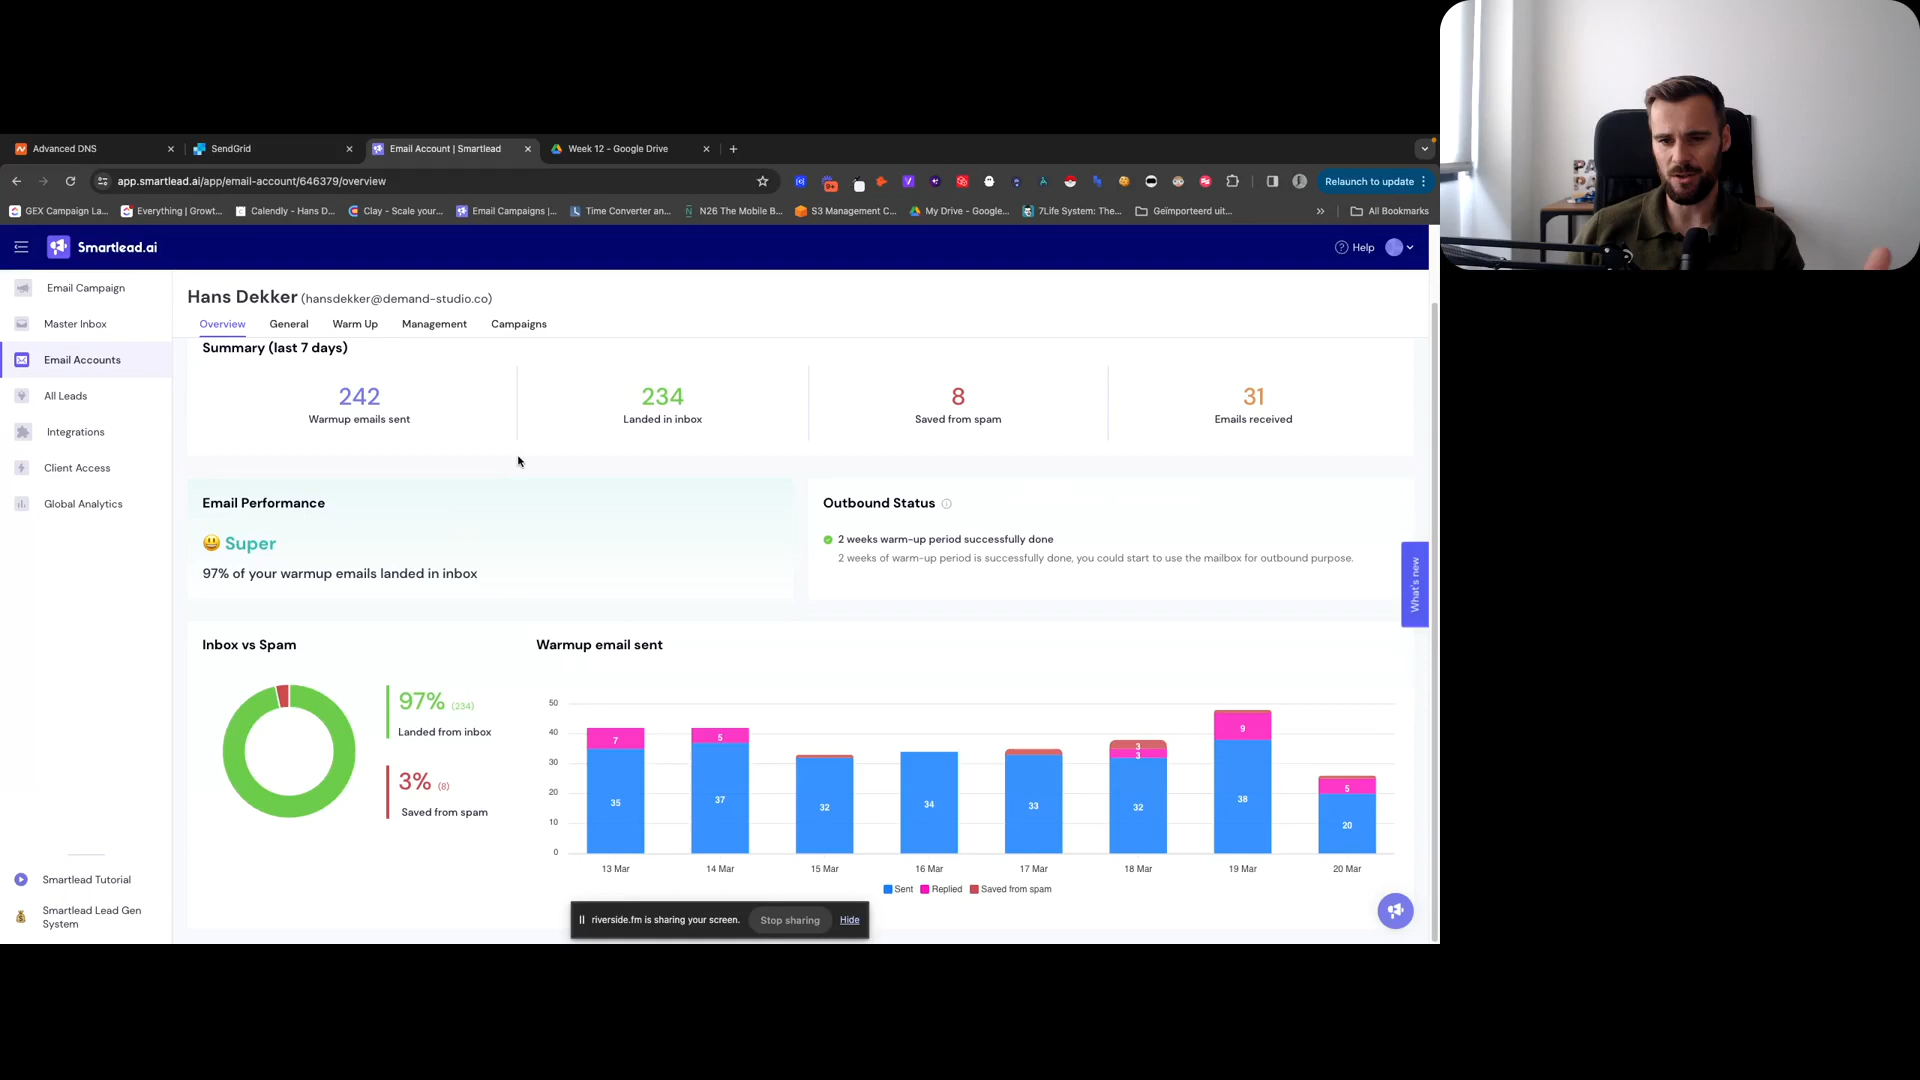 Advanced DNS
SendGrid
Email Account | Smartlead
Week 12 - Google Drive
app.smartlead.ai/app/email-account/646379/overview
9+
Relaunch to update
GEX Campaign La...
Everything | Growt...
Calendly - Hans D...
Clay - Scale your...
Email Campaigns |...
Time Converter an...
N26 The Mobile B...
S3 Management C...
My Drive - Google...
7Life System: The...
Geïmporteerd uit...
All Bookmarks
Smartlead.ai
Help
Email Campaign
Master Inbox
Email Accounts
All Leads
Integrations
Client Access
Global Analytics
Smartlead Tutorial
Smartlead Lead Gen
System
Hans Dekker (hansdekker@demand-studio.co)
Overview General Warm Up Management Campaigns
Summary (last 7 days)
242 234 8 31
Warmup emails sent Landed in inbox Saved from spam Emails received
Email Performance
Super
97% of your warmup emails landed in inbox
Outbound Status
2 weeks warm-up period successfully done
2 weeks of warm-up period is successfully done, you could start to use the mailbox for outbound purpose.
What's new
Inbox vs Spam
97% (234)
Landed from inbox
3% (8)
Saved from spam
Warmup email sent
50
40
30
20
10
0
7 5 3 9
3 5
35 37 32 34 33 32 38 20
13 Mar 14 Mar 15 Mar 16 Mar 17 Mar 18 Mar 19 Mar 20 Mar
Sent Replied Saved from spam
riverside.fm is sharing your screen. Stop sharing Hide